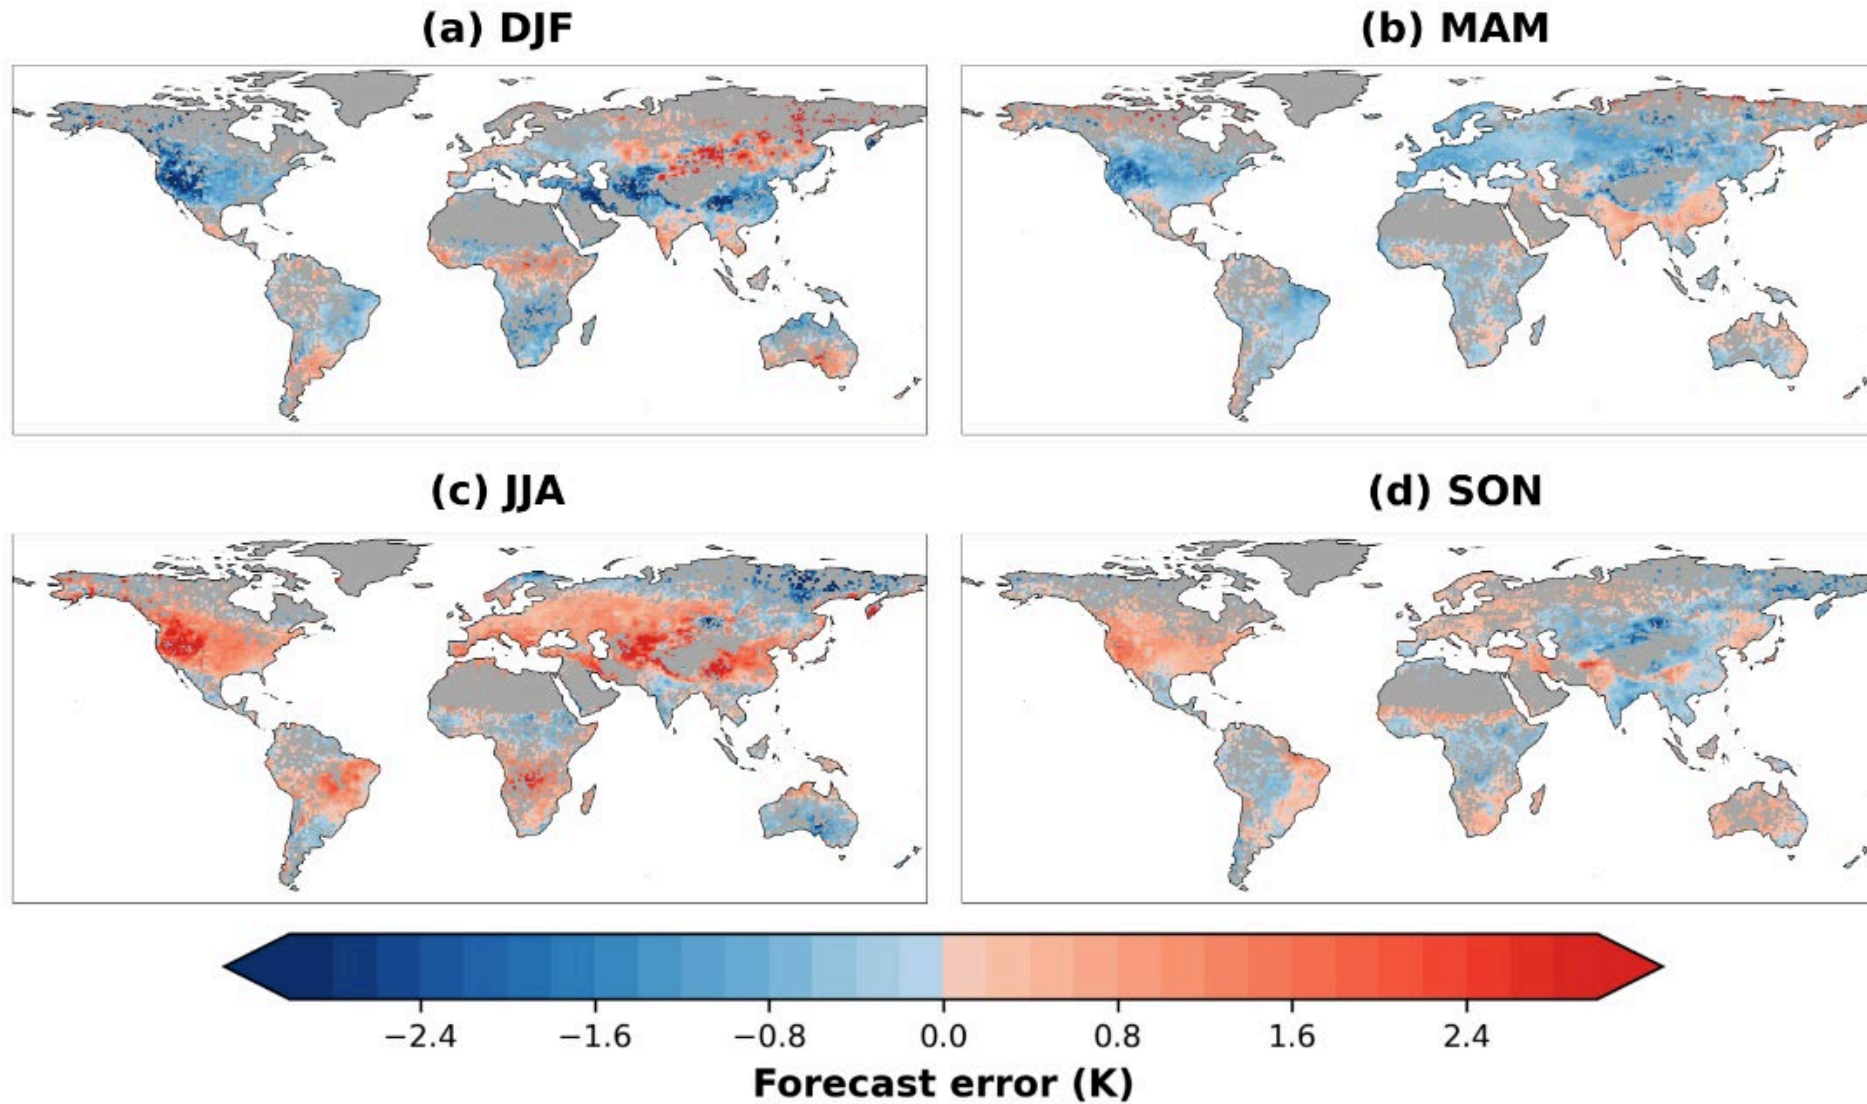 (a) DJF
(b) MAM
(c) JJA
(d) SON
−2.4 −1.6 −0.8 0.0 0.8 1.6 2.4
Forecast error (K)